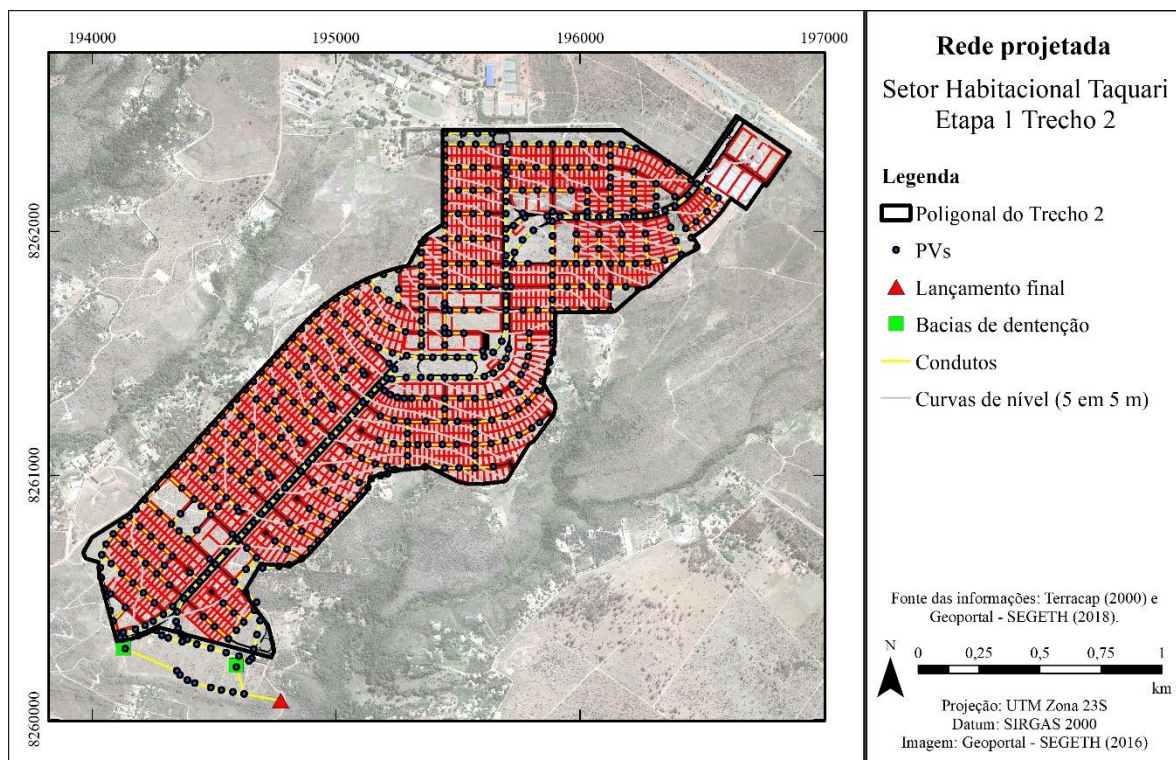 194000
195000
196000
197000
8262000
8261000
8260000
Rede projetada
Setor Habitacional Taquari
Etapa 1 Trecho 2
Legenda
Poligonal do Trecho 2
PVs
Lançamento final
Bacias de dentenção
Condutos
Curvas de nível (5 em 5 m)
Fonte das informações: Terracap (2000) e
Geoportal - SEGETH (2018).
N
0 0,25 0,5 0,75 1
km
Projeção: UTM Zona 23S
Datum: SIRGAS 2000
Imagem: Geoportal - SEGETH (2016)